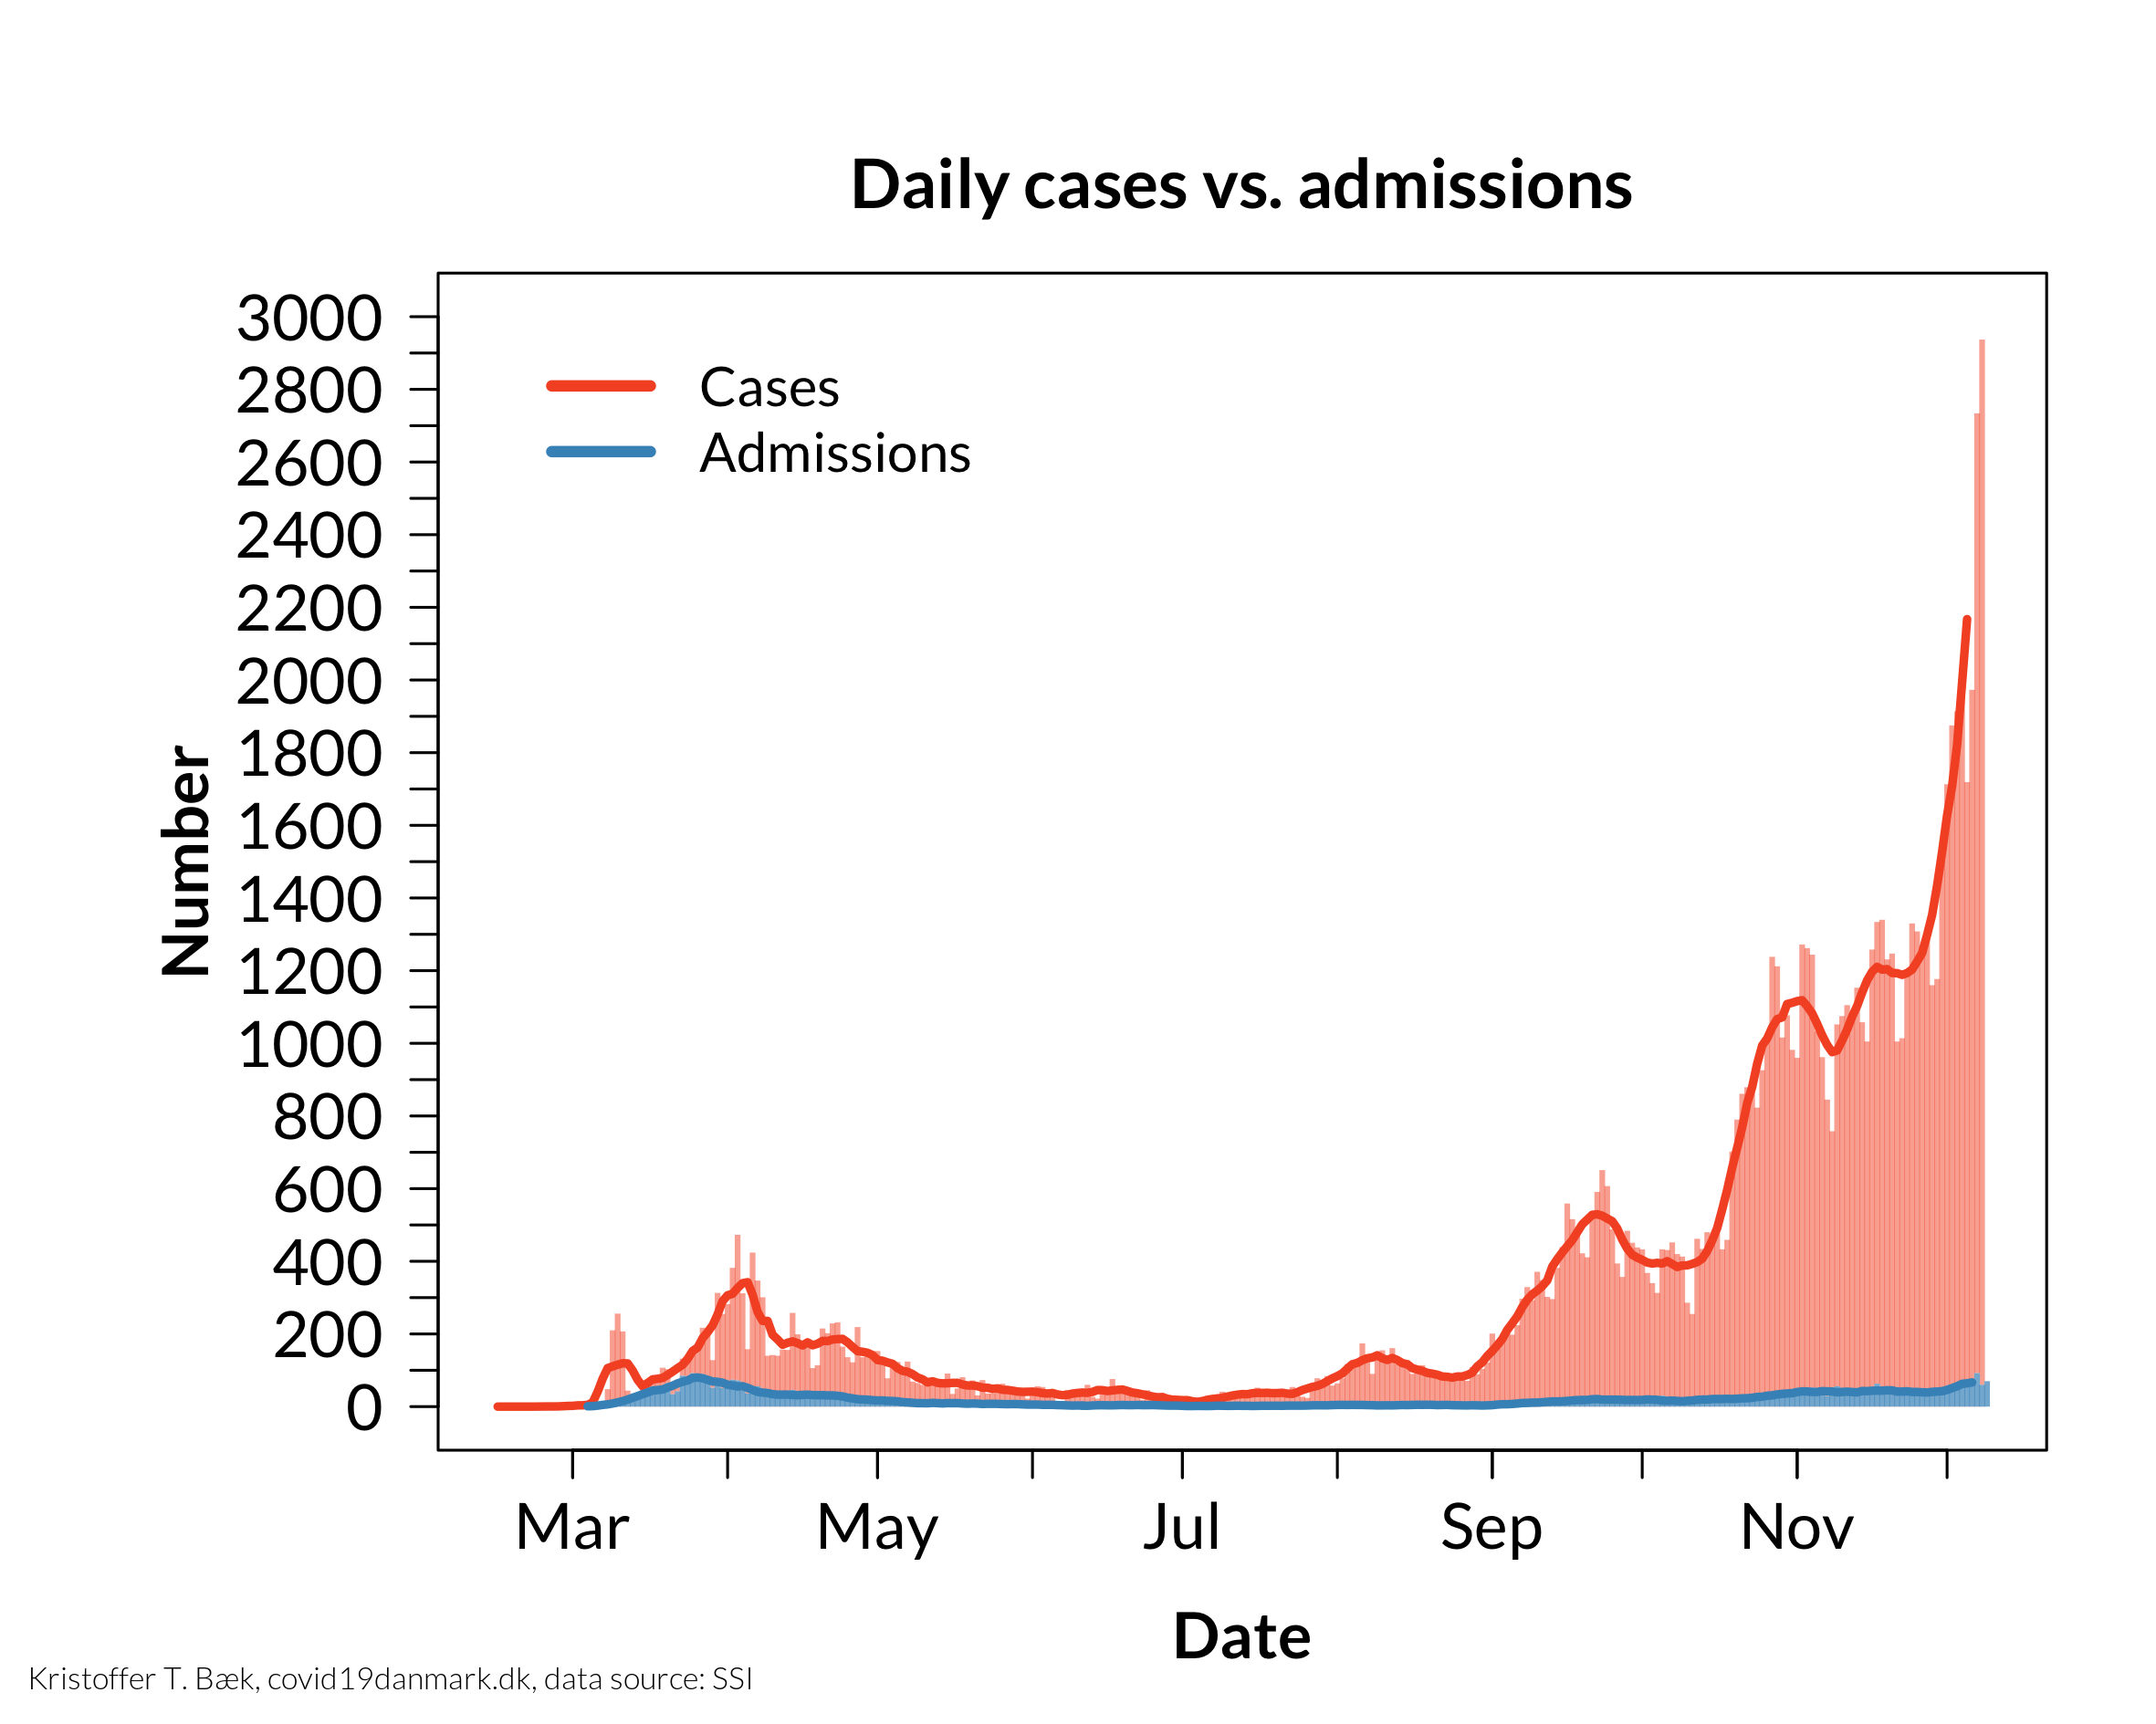 Daily cases vs. admissions
Cases
Admissions
Number
3000
2800
2600
2400
2200
2000
1800
1600
1400
1200
1000
800
600
400
200
0
Mar May Jul Sep Nov
Date
Kristoffer T. Bæk, covid19danmark.dk, data source: SSI